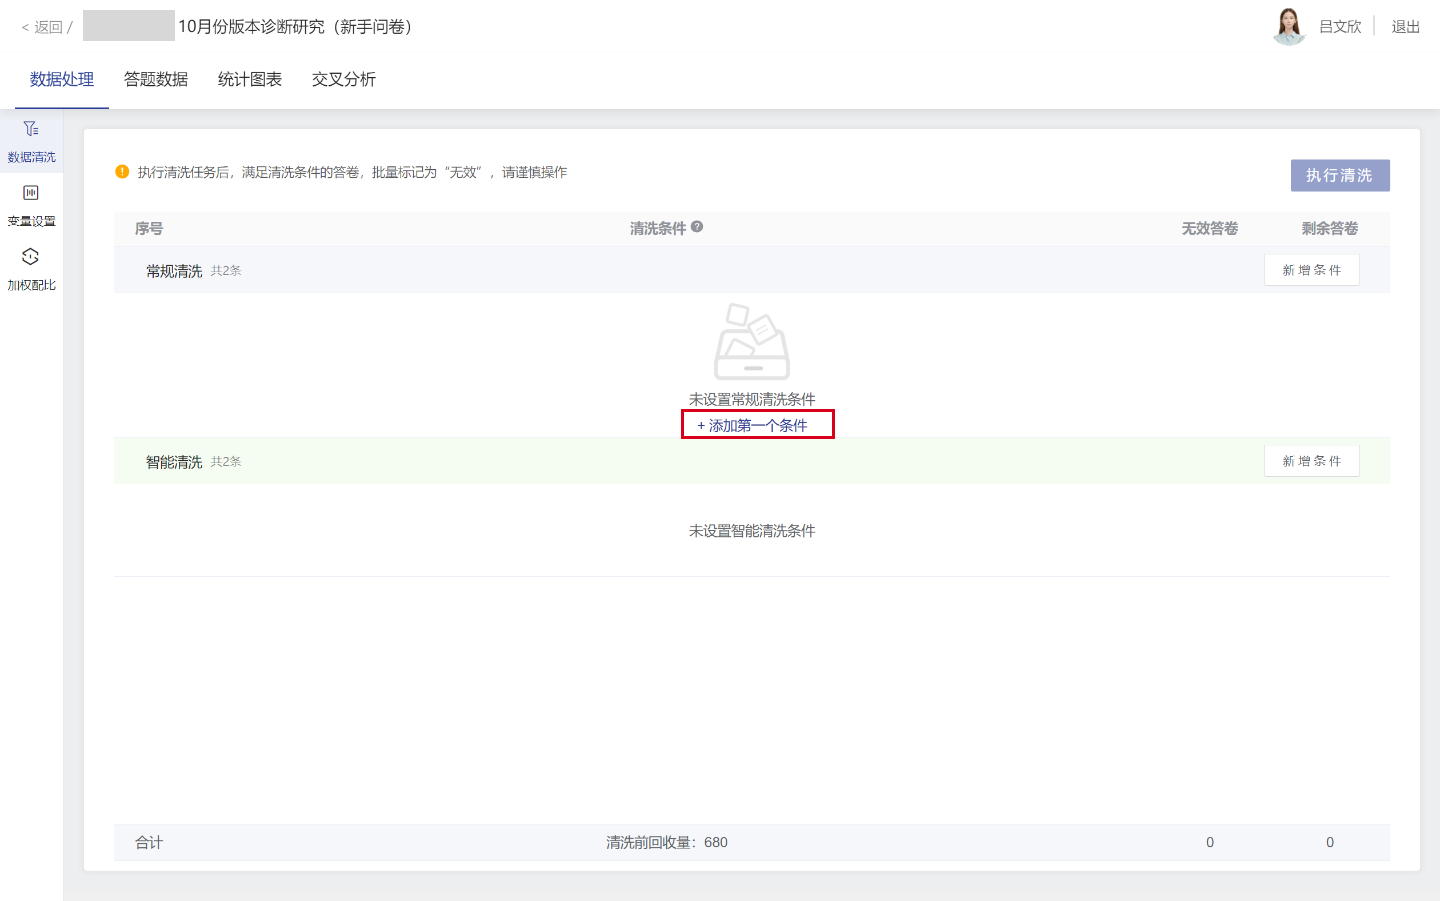 < 返回 / 10月份版本诊断研究（新手问卷）
吕文欣
退出
数据处理 答题数据 统计图表 交叉分析
数据清洗
变量设置
加权配比
执行清洗任务后，满足清洗条件的答卷，批量标记为“无效”，请谨慎操作
执行清洗
序号 清洗条件 无效答卷 剩余答卷
常规清洗 共2条 新增条件
未设置常规清洗条件
+ 添加第一个条件
智能清洗 共2条 新增条件
未设置智能清洗条件
合计 清洗前回收量：680 0 0